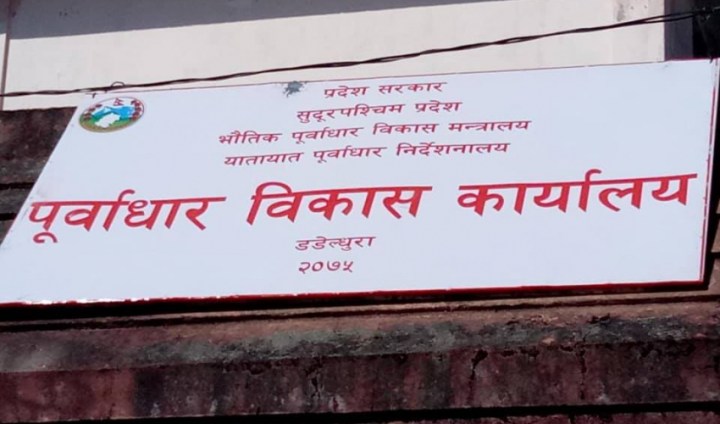 प्रदेश सरकार
सुदूरपश्चिम प्रदेश
भौतिक पूर्वाधार विकास मन्त्रालय
यातायात पूर्वाधार निर्देशनालय
पूर्वाधार विकास कार्यालय
डडेल्धुरा
२०७५